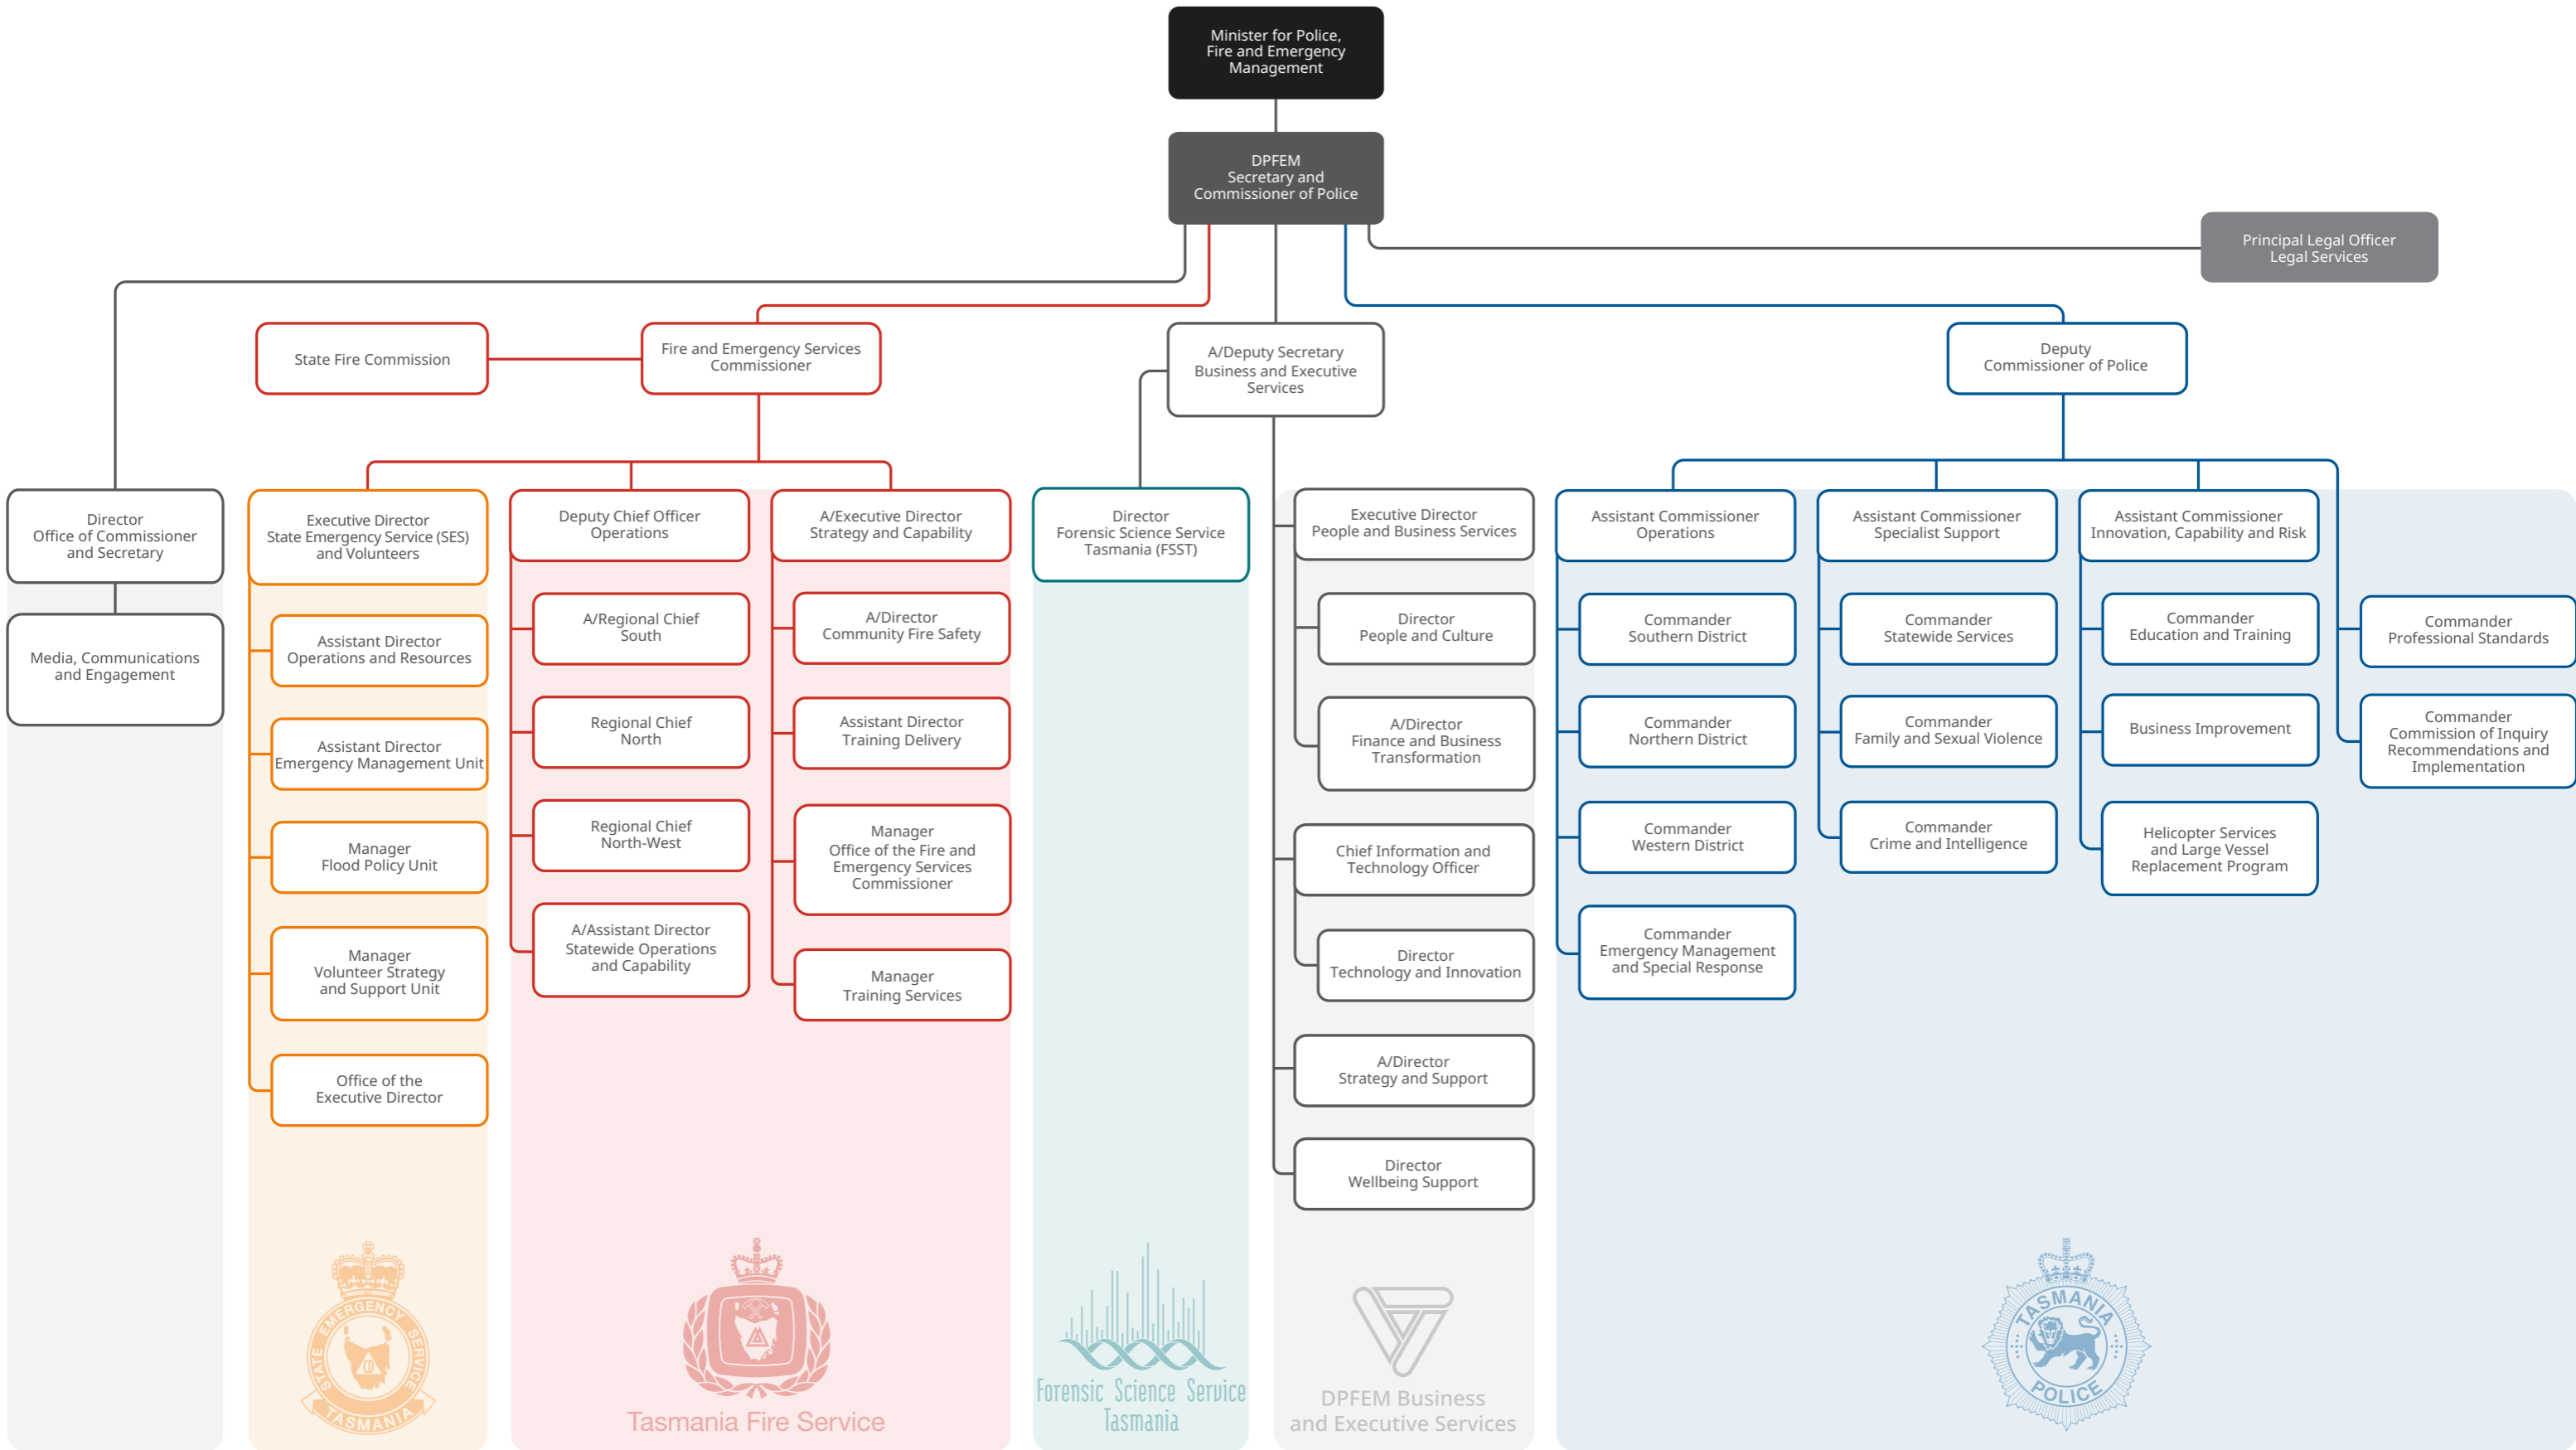 Minister for Police,
Fire and Emergency
Management
DPFEM
Secretary and
Commissioner of Police
Principal Legal Officer
Legal Services
State Fire Commission
Fire and Emergency Services
Commissioner
A/Deputy Secretary
Business and Executive
Services
Deputy
Commissioner of Police
Director
Office of Commissioner
and Secretary
Media, Communications
and Engagement
Executive Director
State Emergency Service (SES)
and Volunteers
Assistant Director
Operations and Resources
Assistant Director
Emergency Management Unit
Manager
Flood Policy Unit
Manager
Volunteer Strategy
and Support Unit
Office of the
Executive Director
STATE EMERGENCY SERVICE
TASMANIA
Deputy Chief Officer
Operations
A/Regional Chief
South
Regional Chief
North
Regional Chief
North-West
A/Assistant Director
Statewide Operations
and Capability
A/Executive Director
Strategy and Capability
A/Director
Community Fire Safety
Assistant Director
Training Delivery
Manager
Office of the Fire and
Emergency Services
Commissioner
Manager
Training Services
Tasmania Fire Service
Director
Forensic Science Service
Tasmania (FSST)
Forensic Science Service
Tasmania
Executive Director
People and Business Services
Director
People and Culture
A/Director
Finance and Business
Transformation
Chief Information and
Technology Officer
Director
Technology and Innovation
A/Director
Strategy and Support
Director
Wellbeing Support
DPFEM Business
and Executive Services
Assistant Commissioner
Operations
Commander
Southern District
Commander
Northern District
Commander
Western District
Commander
Emergency Management
and Special Response
Assistant Commissioner
Specialist Support
Commander
Statewide Services
Commander
Family and Sexual Violence
Commander
Crime and Intelligence
Assistant Commissioner
Innovation, Capability and Risk
Commander
Education and Training
Business Improvement
Helicopter Services
and Large Vessel
Replacement Program
Commander
Professional Standards
Commander
Commission of Inquiry
Recommendations and
Implementation
TASMANIA
POLICE